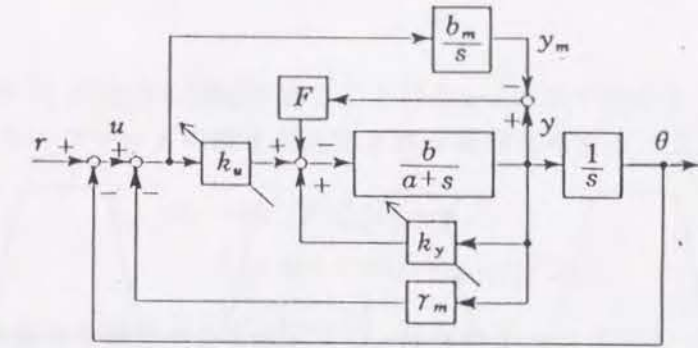 b_m
s
y_m
−
F
+
y
r + u + − + − b 1 θ
k_u a + s s
− − +
k_y
γ_m